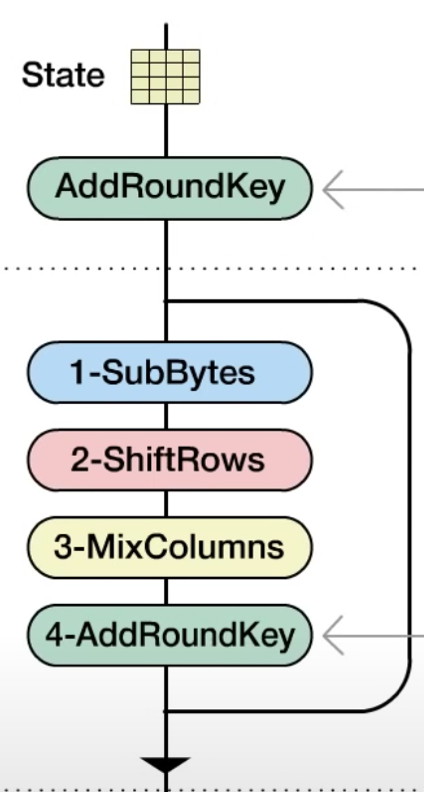 State
AddRoundKey
1-SubBytes
2-ShiftRows
3-MixColumns
4-AddRoundKey